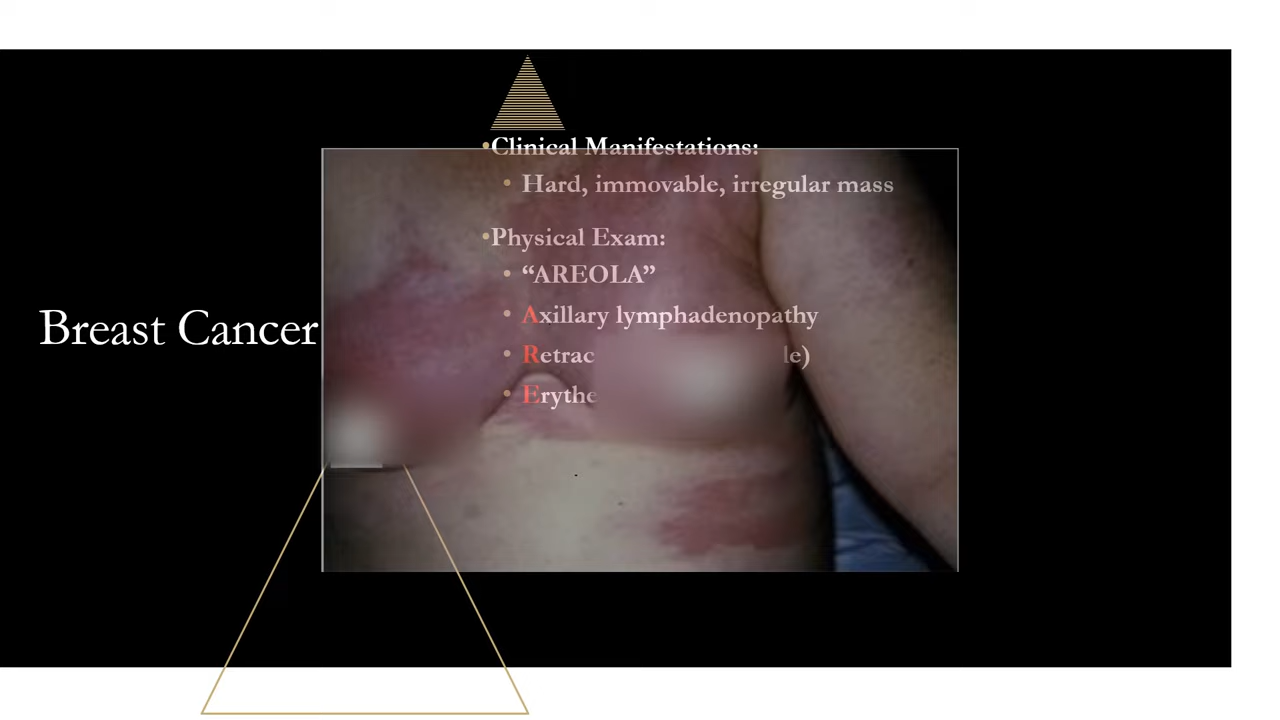 Breast Cancer
•Clinical Manifestations:
• Hard, immovable, irregular mass
•Physical Exam:
• “AREOLA”
• Axillary lymphadenopathy
• Retrac le)
• Erythe